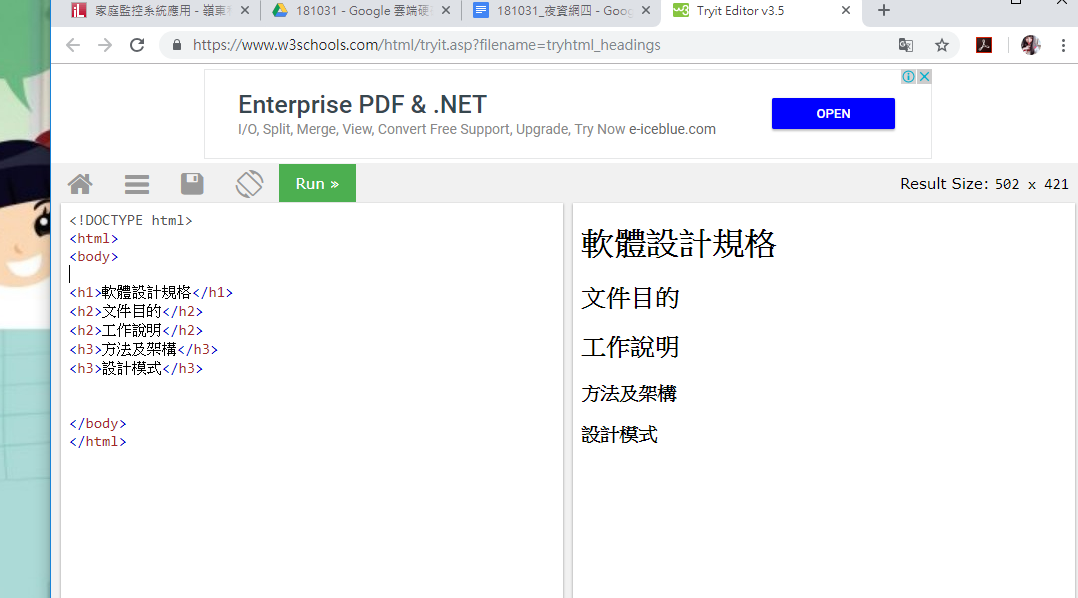 家庭監控系統應用 - 嶺東
181031 - Google 雲端硬
181031_夜資網四 - Goog
Tryit Editor v3.5
https://www.w3schools.com/html/tryit.asp?filename=tryhtml_headings
Enterprise PDF & .NET
I/O, Split, Merge, View, Convert Free Support, Upgrade, Try Now e-iceblue.com
OPEN
Run »
Result Size: 502 x 421
<!DOCTYPE html>
<html>
<body>
<h1>軟體設計規格</h1>
<h2>文件目的</h2>
<h2>工作說明</h2>
<h3>方法及架構</h3>
<h3>設計模式</h3>
</body>
</html>
軟體設計規格
文件目的
工作說明
方法及架構
設計模式